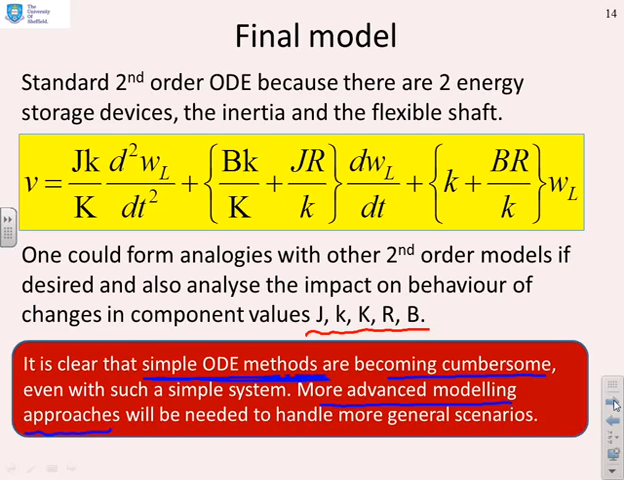 The
University
Of
Sheffield.
14
Final model
Standard 2nd order ODE because there are 2 energy
storage devices, the inertia and the flexible shaft.
v = Jk/K d²w_L/dt² + {Bk/K + JR/k} dw_L/dt + {k + BR/k} w_L
One could form analogies with other 2nd order models if
desired and also analyse the impact on behaviour of
changes in component values J, k, K, R, B.
It is clear that simple ODE methods are becoming cumbersome,
even with such a simple system. More advanced modelling
approaches will be needed to handle more general scenarios.